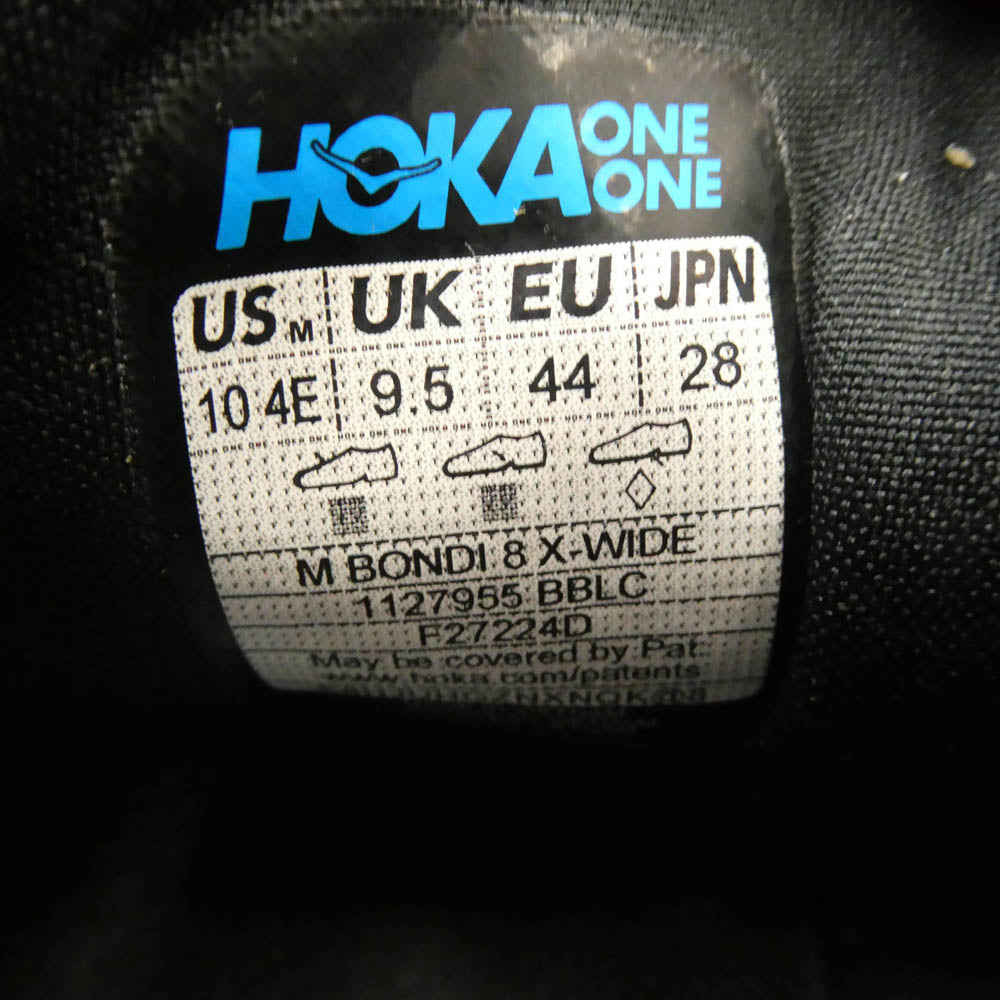 HOKA ONE ONE
US M UK EU JPN
10 4E 9.5 44 28
M BONDI 8 X-WIDE
1127955 BBLC
F27224D
May be covered by Pat:
www.hoka.com/patents